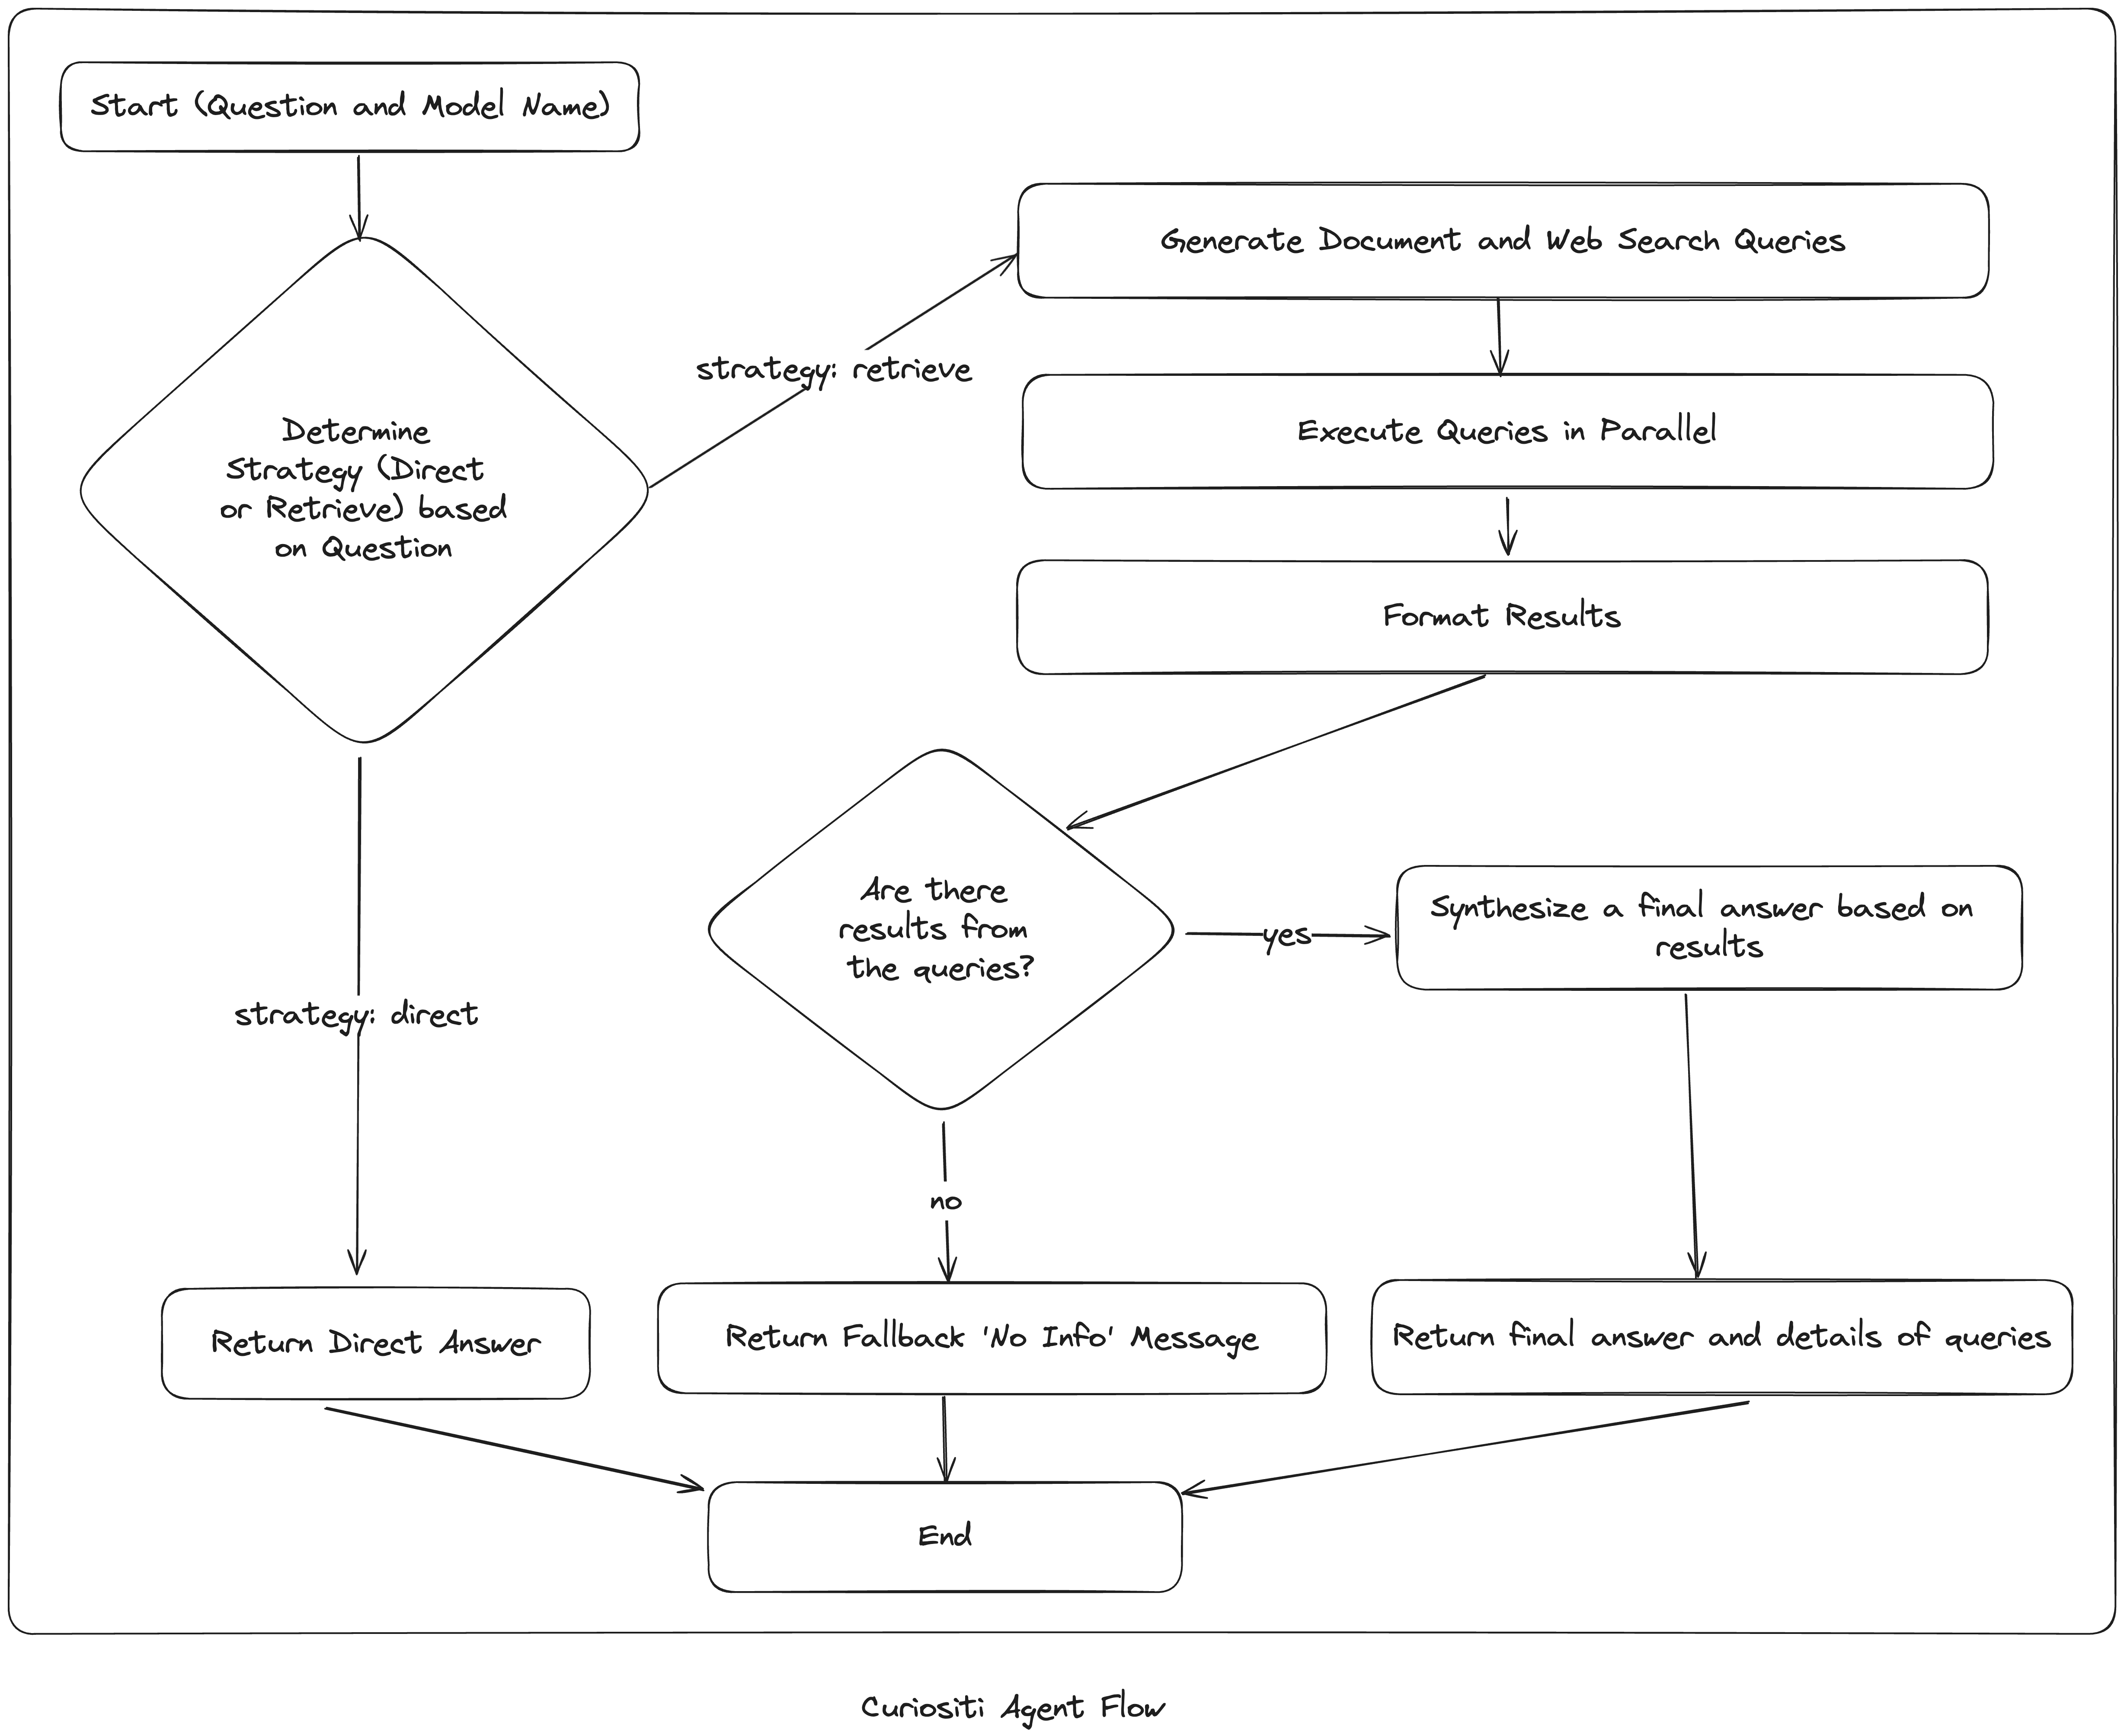 Start (Question and Model Name)
Determine
Strategy (Direct
or Retrieve) based
on Question
strategy: retrieve
Generate Document and Web Search Queries
Execute Queries in Parallel
Format Results
Are there
results from
the queries?
yes
Synthesize a final answer based on
results
strategy: direct
no
Return Direct Answer
Return Fallback 'No Info' Message
Return final answer and details of queries
End
Curiositi Agent Flow